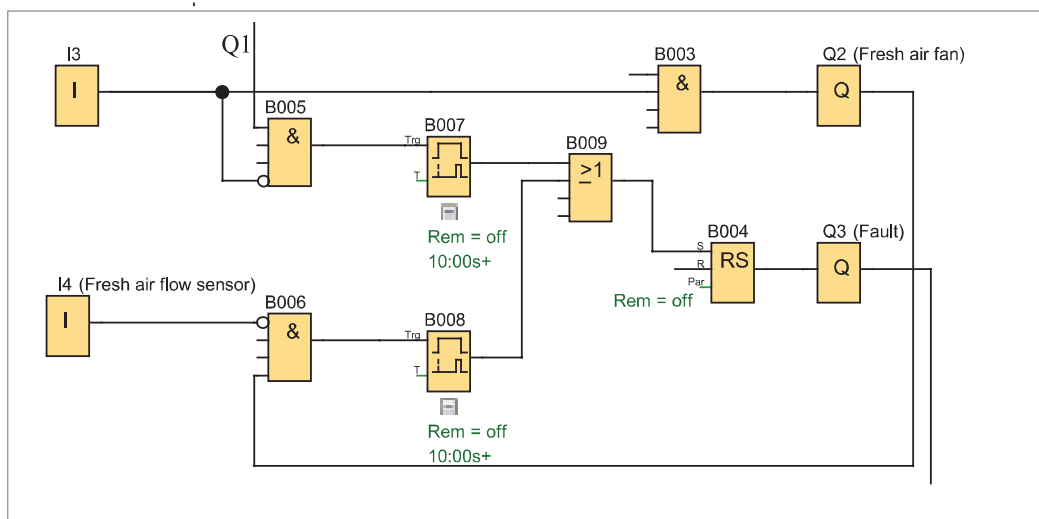 I3
I
Q1
B005
&
Trg
B007
T
Rem = off
10:00s+
B009
>1
B003
&
Q2 (Fresh air fan)
Q
B004
S
R
Par
RS
Rem = off
Q3 (Fault)
Q
I4 (Fresh air flow sensor)
I
B006
&
Trg
B008
T
Rem = off
10:00s+